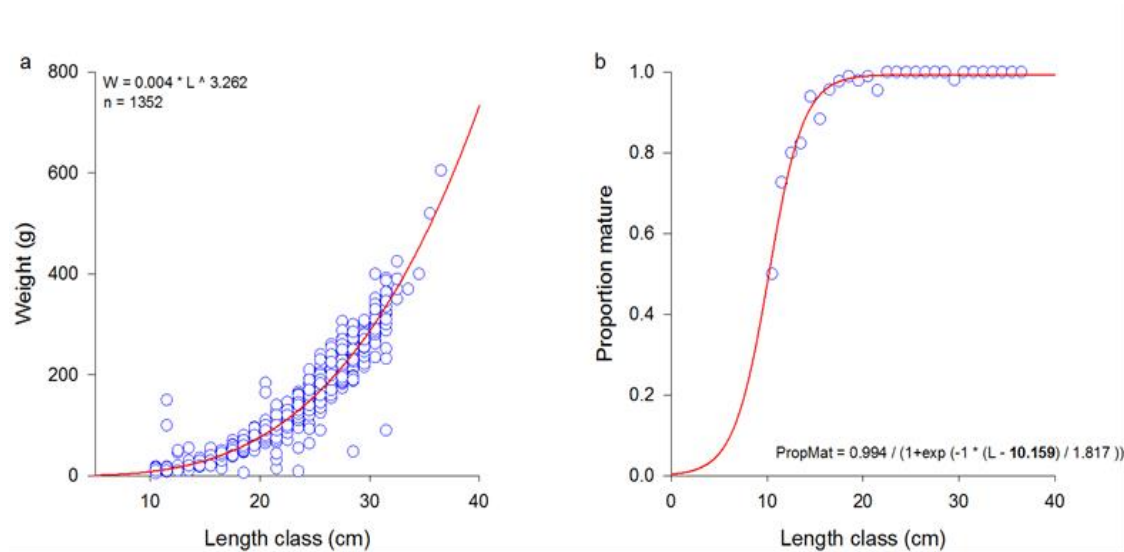 a
W = 0.004 * L ^ 3.262
n = 1352
800
600
400
200
0
10
20
30
40
Weight (g)
Length class (cm)
b
1.0
0.8
0.6
0.4
0.2
0.0
0
10
20
30
40
Proportion mature
PropMat = 0.994 / (1+exp (-1 * (L - 10.159) / 1.817 ))
Length class (cm)